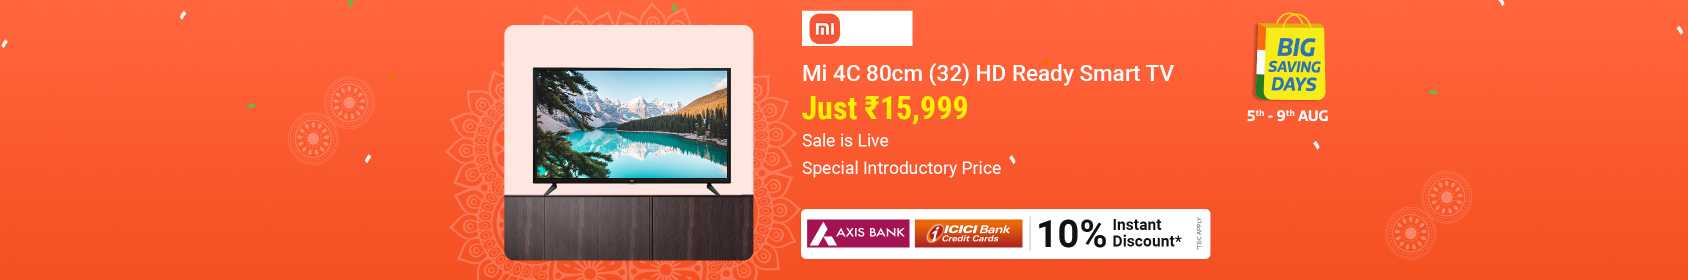 mi
Mi 4C 80cm (32) HD Ready Smart TV
Just ₹15,999
Sale is Live
Special Introductory Price
AXIS BANK
ICICI Bank
Credit Cards
10% Instant
Discount*
*T&C APPLY
BIG
SAVING
DAYS
5th - 9th AUG